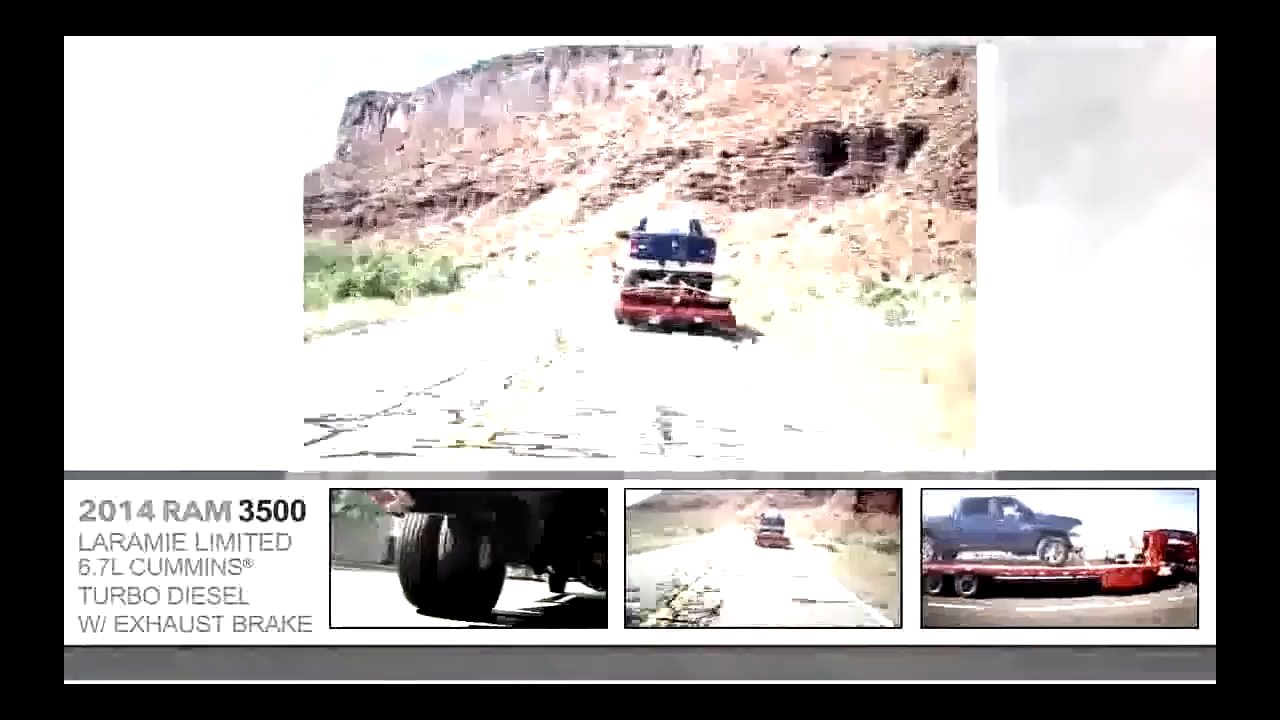 2014 RAM 3500
LARAMIE LIMITED
6.7L CUMMINS®
TURBO DIESEL
W/ EXHAUST BRAKE